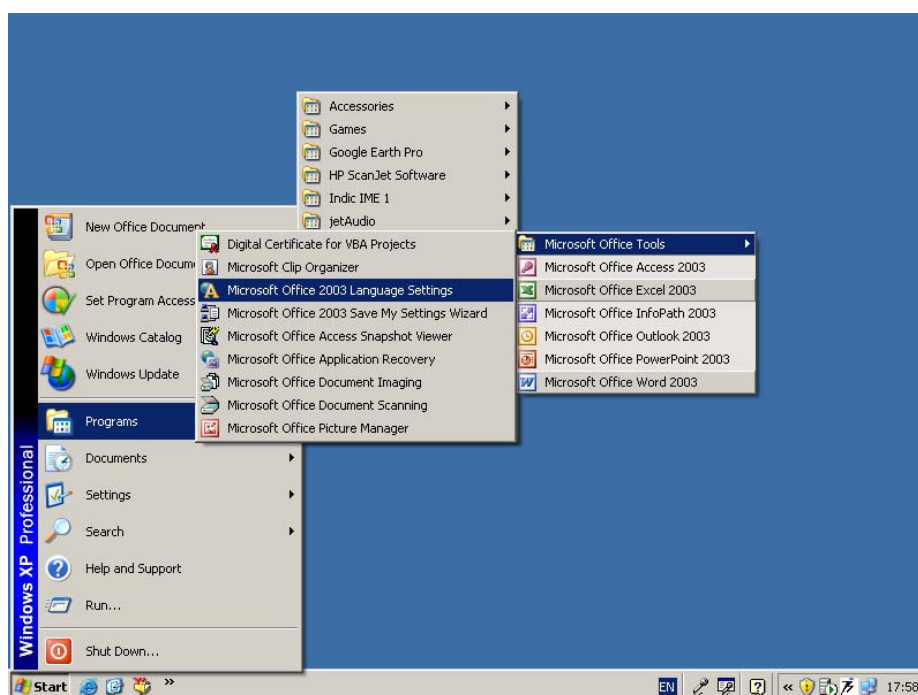 Accessories
Games
Google Earth Pro
HP ScanJet Software
Indic IME 1
jetAudio
New Office Document
Open Office Docum
Set Program Access
Windows Catalog
Windows Update
Programs
Documents
Settings
Search
Help and Support
Run...
Shut Down...
Windows XP Professional
Digital Certificate for VBA Projects
Microsoft Clip Organizer
Microsoft Office 2003 Language Settings
Microsoft Office 2003 Save My Settings Wizard
Microsoft Office Access Snapshot Viewer
Microsoft Office Application Recovery
Microsoft Office Document Imaging
Microsoft Office Document Scanning
Microsoft Office Picture Manager
Microsoft Office Tools
Microsoft Office Access 2003
Microsoft Office Excel 2003
Microsoft Office InfoPath 2003
Microsoft Office Outlook 2003
Microsoft Office PowerPoint 2003
Microsoft Office Word 2003
Start
»
EN
«
17:58